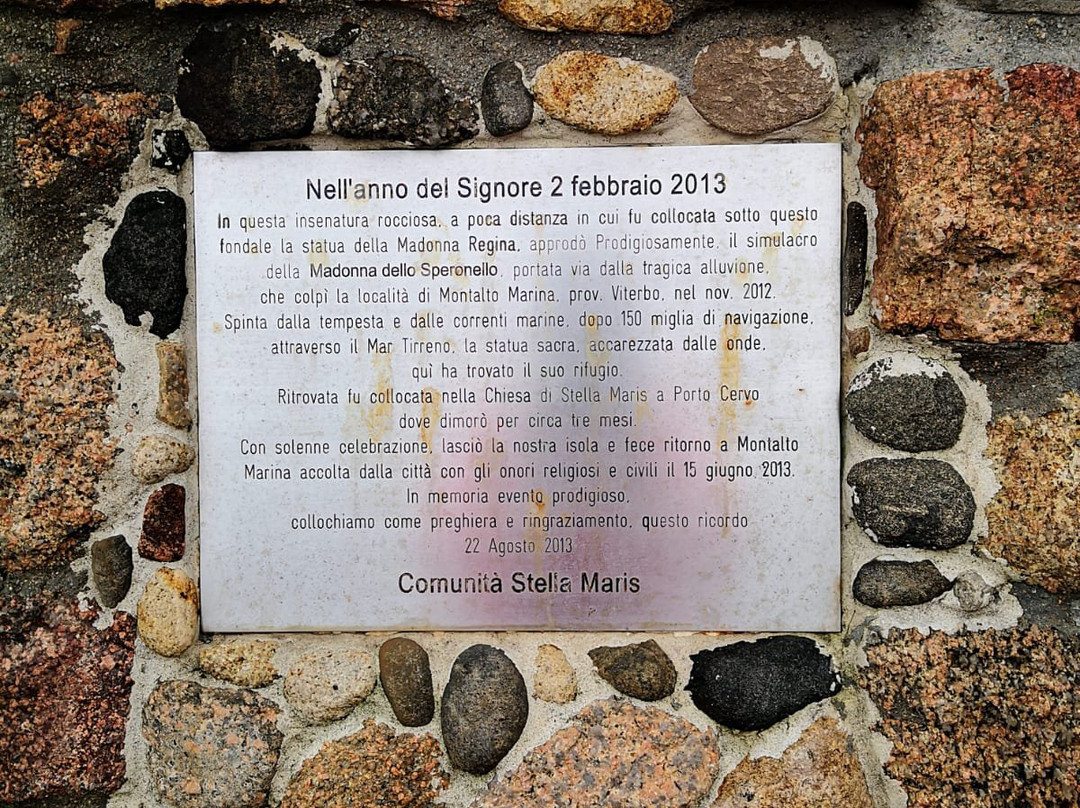 Nell'anno del Signore 2 febbraio 2013
In questa insenatura rocciosa, a poca distanza in cui fu collocata sotto questo
fondale la statua della Madonna Regina, approdò Prodigiosamente, il simulacro
della Madonna dello Speronello, portata via dalla tragica alluvione,
che colpì la località di Montalto Marina, prov. Viterbo, nel nov. 2012.
Spinta dalla tempesta e dalle correnti marine, dopo 150 miglia di navigazione,
attraverso il Mar Tirreno, la statua sacra, accarezzata dalle onde,
quì ha trovato il suo rifugio.
Ritrovata fu collocata nella Chiesa di Stella Maris a Porto Cervo
dove dimorò per circa tre mesi.
Con solenne celebrazione, lasciò la nostra isola e fece ritorno a Montalto
Marina accolta dalla città con gli onori religiosi e civili il 15 giugno 2013.
In memoria evento prodigioso,
collochiamo come preghiera e ringraziamento, questo ricordo
22 Agosto 2013
Comunità Stella Maris